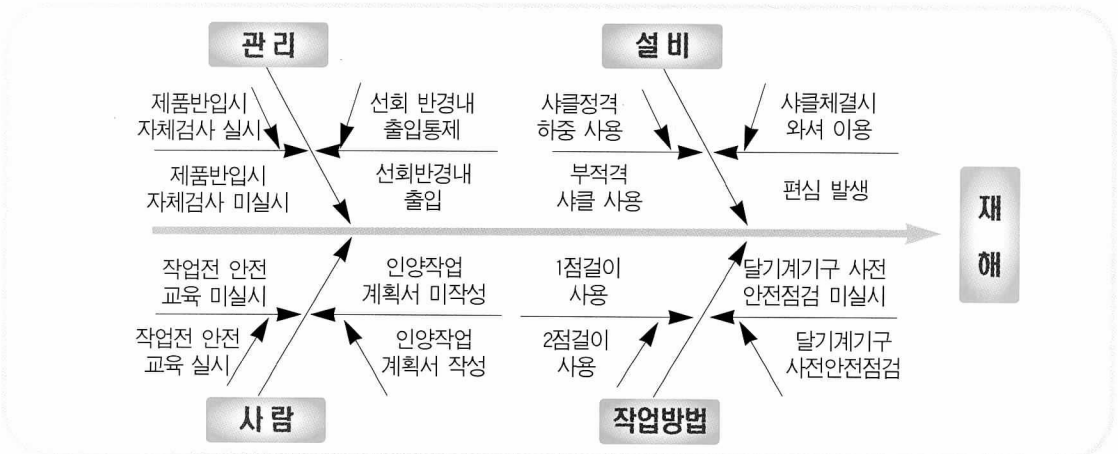 관 리
설 비
제품반입시
자체검사 실시
선회 반경내
출입통제
샤클정격
하중 사용
샤클체결시
와셔 이용
제품반입시
자체검사 미실시
선회반경내
출입
부적격
샤클 사용
편심 발생
재
해
작업전 안전
교육 미실시
인양작업
계획서 미작성
1점걸이
사용
달기계기구 사전
안전점검 미실시
작업전 안전
교육 실시
인양작업
계획서 작성
2점걸이
사용
달기계기구
사전안전점검
사 람
작업방법